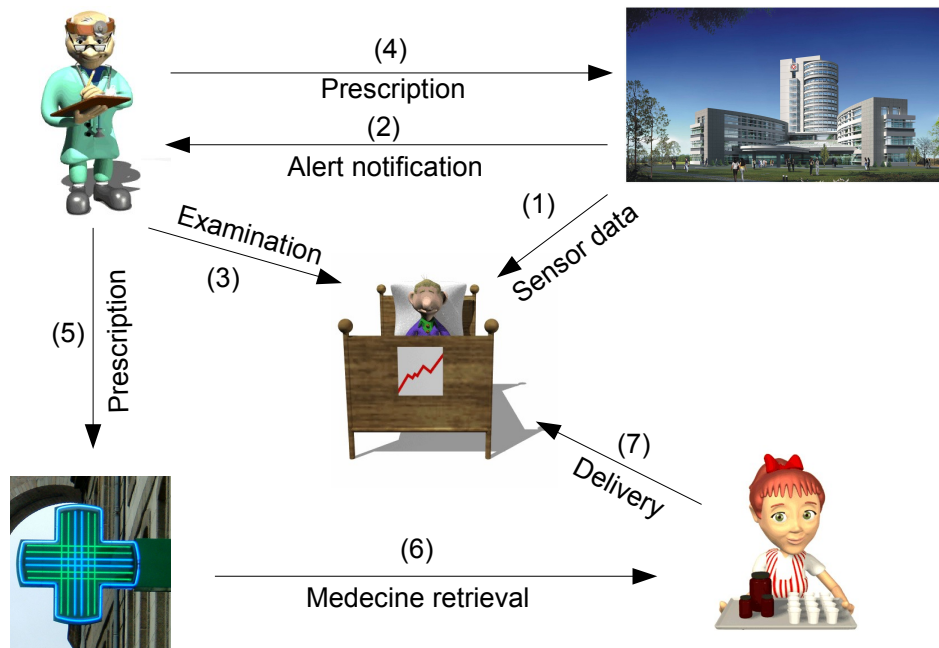 (4)
Prescription
(2)
Alert notification
(1)
Sensor data
Examination
(3)
(5)
Prescription
(7)
Delivery
(6)
Medecine retrieval